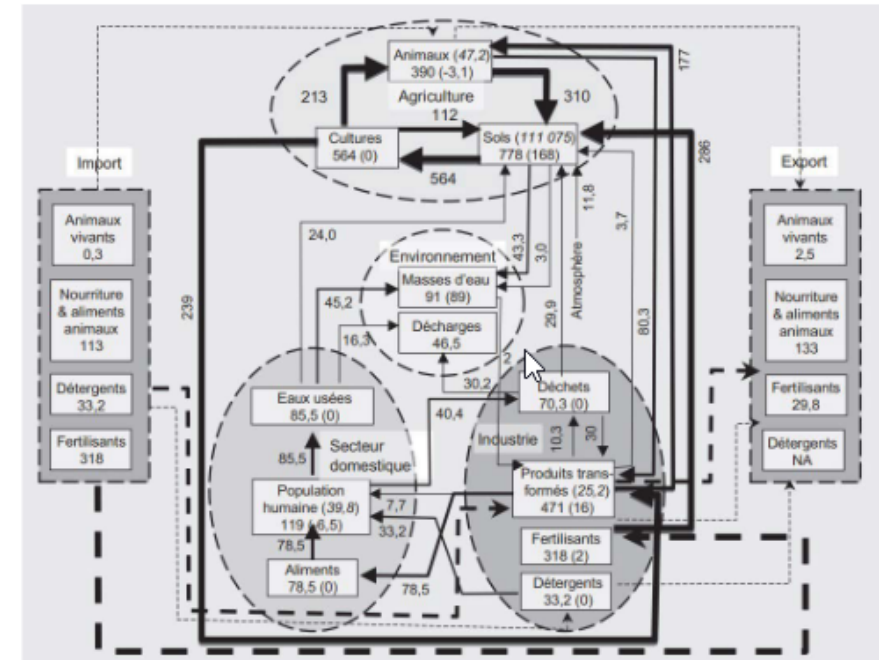 Animaux (47,2)
390 (-3,1)
177
213
Agriculture
310
112
Cultures
564 (0)
Sols (111 075)
778 (168)
564
286
Import
Export
Animaux
vivants
0,3
Nourriture
& aliments
animaux
113
Détergents
33,2
Fertilisants
318
Animaux
vivants
2,5
Nourriture
& aliments
animaux
133
Fertilisants
29,8
Détergents
NA
239
24,0
43,3
3,0
11,8
3,7
Environnement
Masses d'eau
91 (89)
Atmosphère
45,2
Décharges
46,5
16,3
29,9
80,3
2
30,2
Eaux usées
85,5 (0)
Déchets
70,3 (0)
40,4
Industrie
10,3
30
85,5
Secteur
domestique
Produits trans-
formés (25,2)
471 (16)
Population
humaine (39,8)
119 (-6,5)
7,7
33,2
78,5
Fertilisants
318 (2)
Aliments
78,5 (0)
78,5
Détergents
33,2 (0)